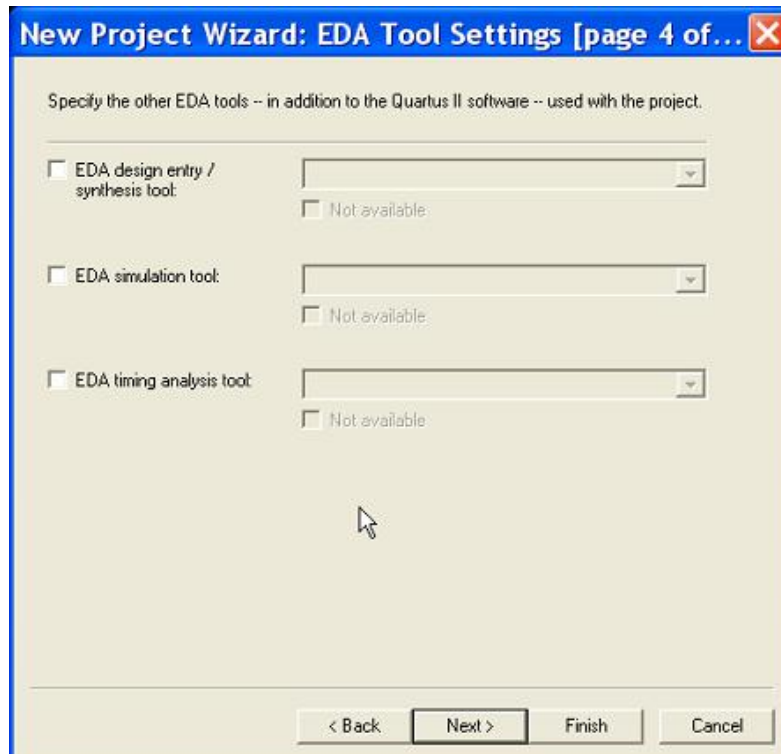 New Project Wizard: EDA Tool Settings [page 4 of...
Specify the other EDA tools -- in addition to the Quartus II software -- used with the project.
EDA design entry /
synthesis tool:
Not available
EDA simulation tool:
Not available
EDA timing analysis tool:
Not available
< Back
Next >
Finish
Cancel